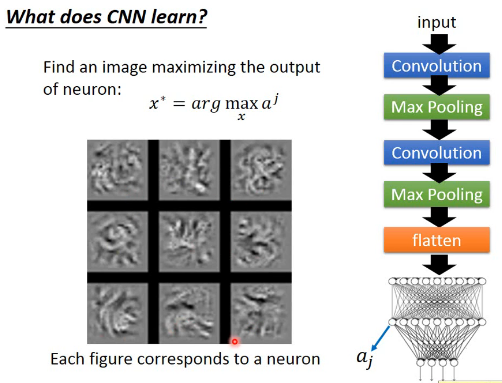 What does CNN learn?
Find an image maximizing the output
of neuron:
x* = arg max a^j
x
Each figure corresponds to a neuron
input
Convolution
Max Pooling
Convolution
Max Pooling
flatten
a_j